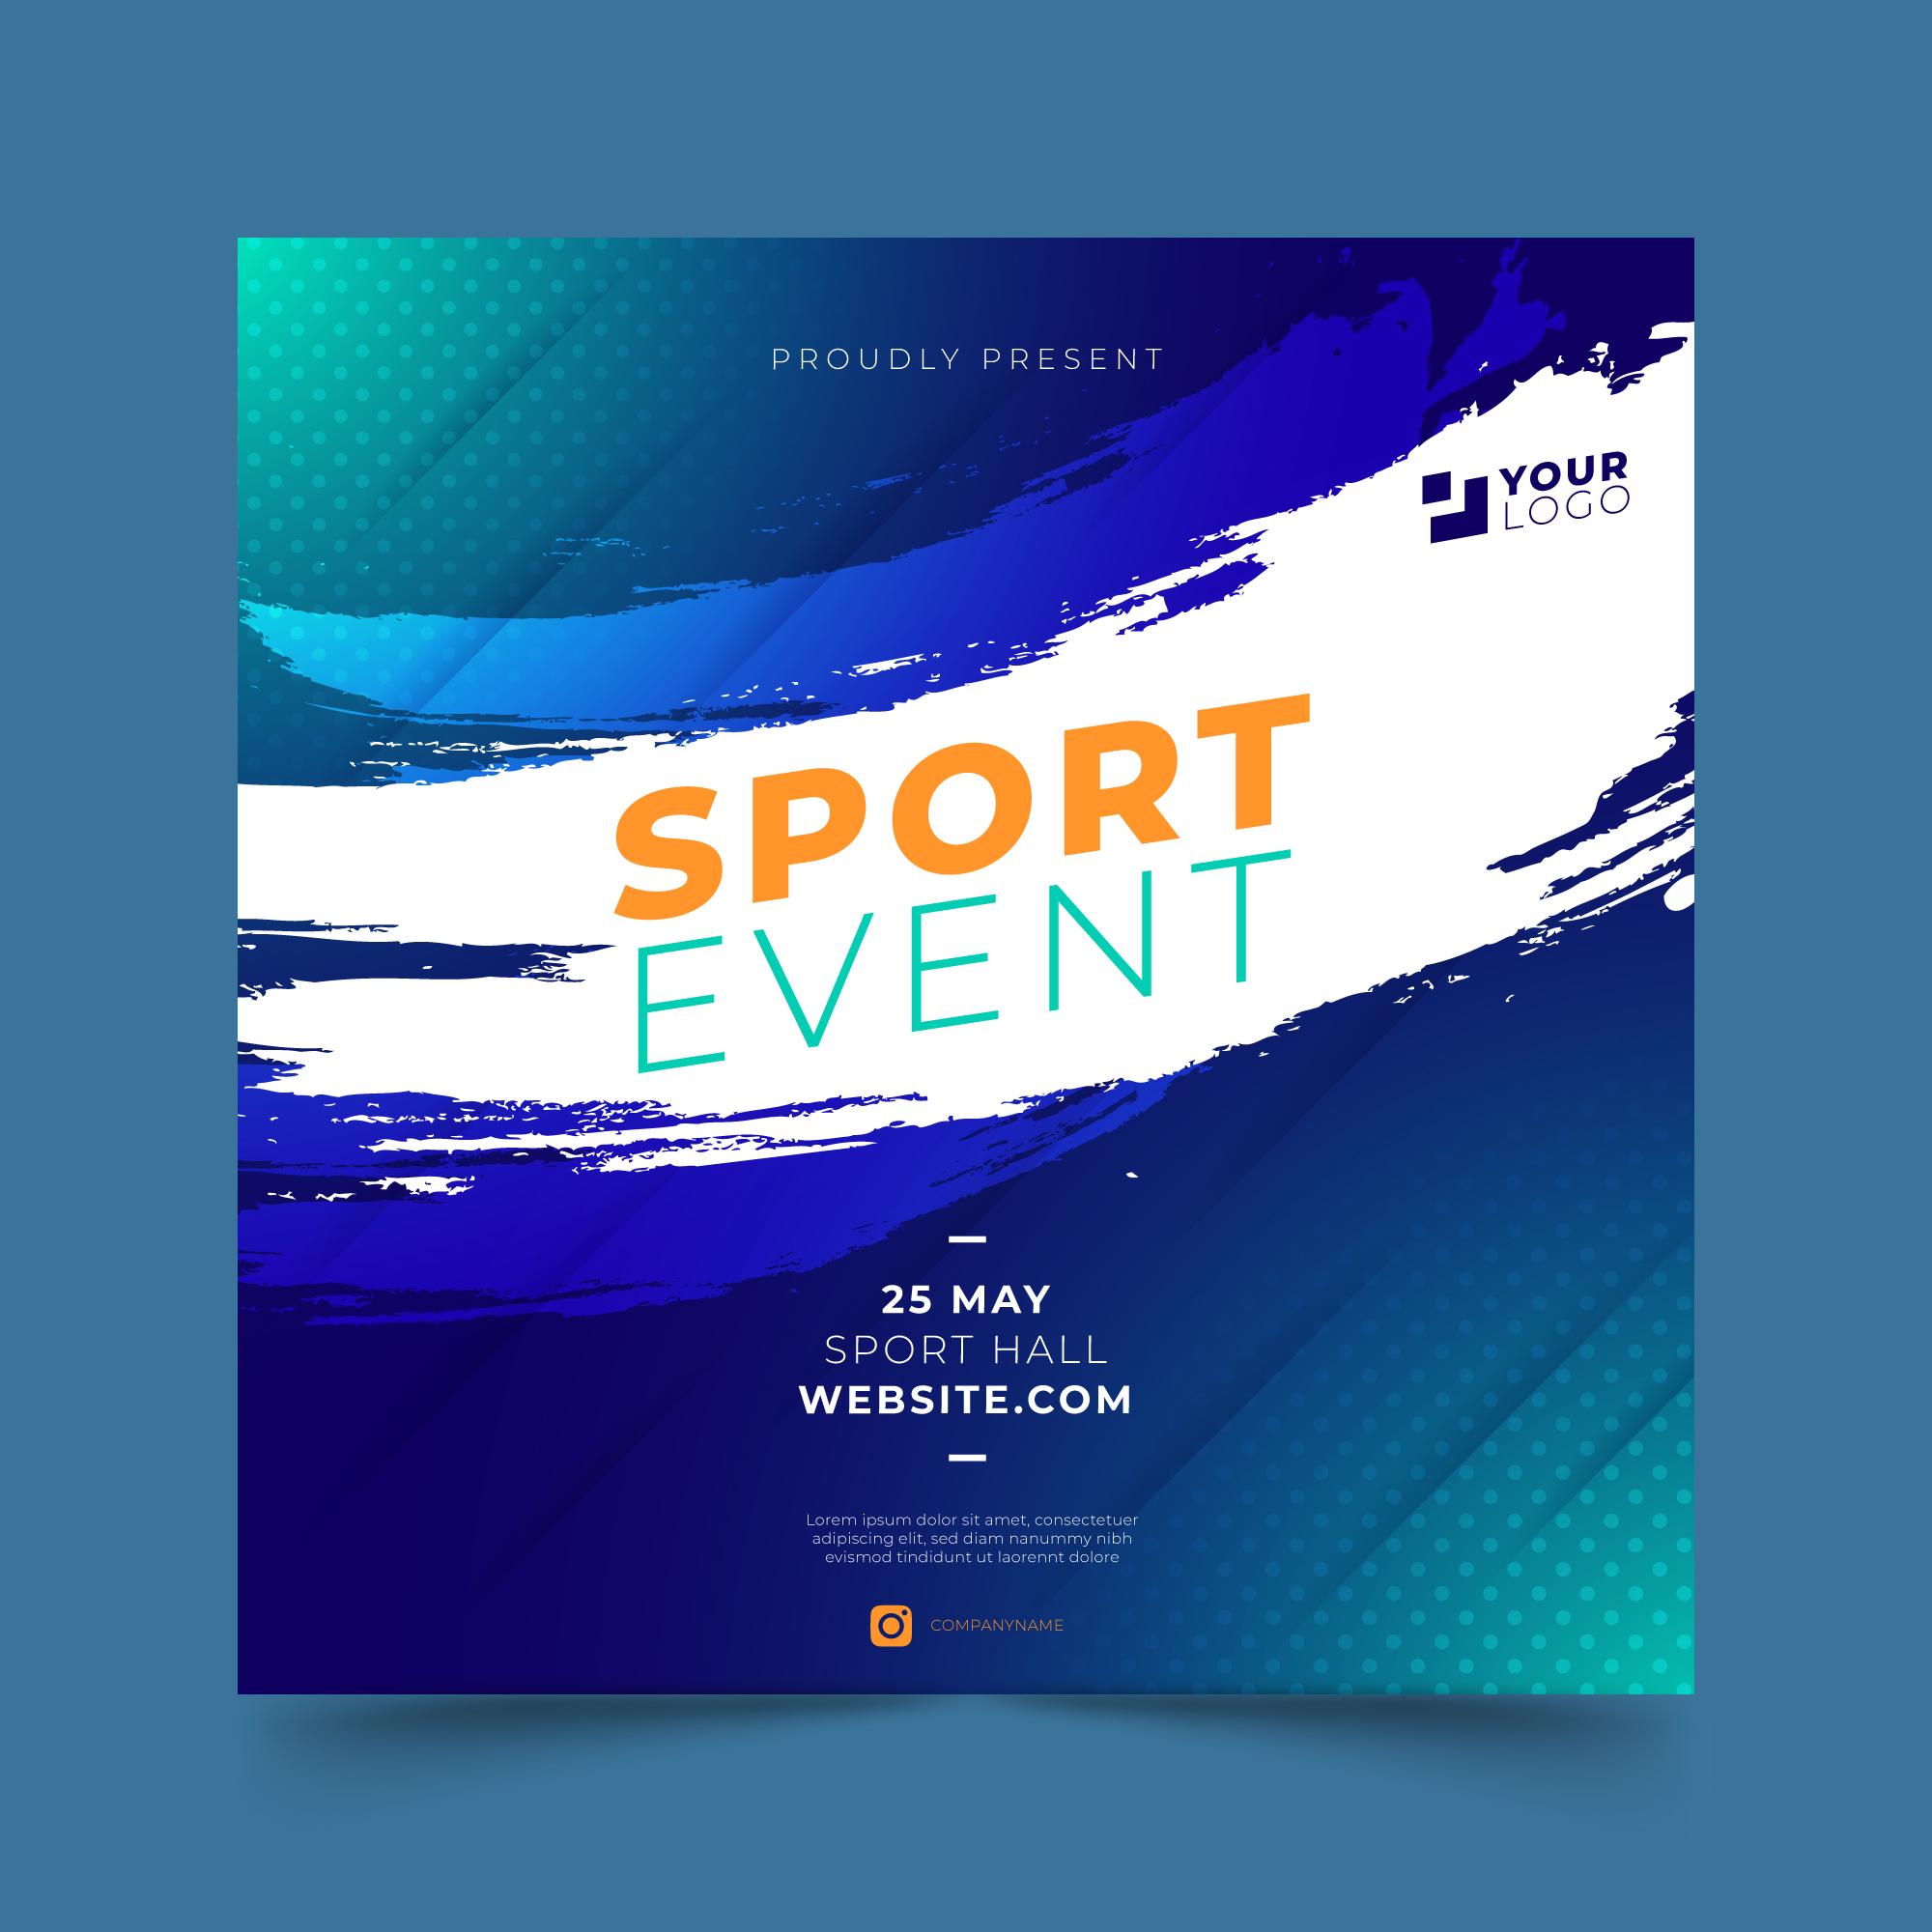 PROUDLY PRESENT
YOUR
LOGO
SPORT
EVENT
25 MAY
SPORT HALL
WEBSITE.COM
Lorem ipsum dolor sit amet, consectetuer
adipiscing elit, sed diam nanummy nibh
evismod tindidunt ut laorennt dolore
COMPANYNAME